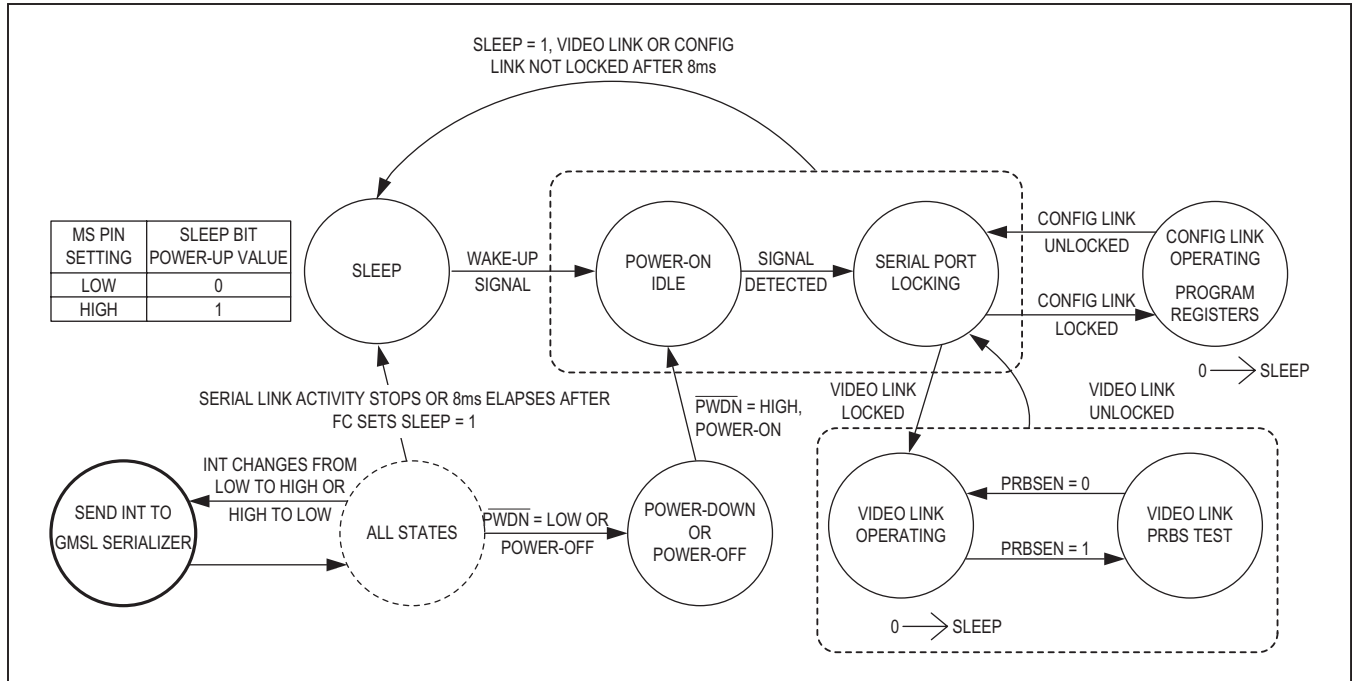 SLEEP = 1, VIDEO LINK OR CONFIG
LINK NOT LOCKED AFTER 8ms
MS PIN
SETTING
SLEEP BIT
POWER-UP VALUE
LOW
0
HIGH
1
SLEEP
WAKE-UP
SIGNAL
POWER-ON
IDLE
SIGNAL
DETECTED
SERIAL PORT
LOCKING
CONFIG LINK
UNLOCKED
CONFIG LINK
LOCKED
CONFIG LINK
OPERATING
PROGRAM
REGISTERS
0 → SLEEP
SERIAL LINK ACTIVITY STOPS OR 8ms ELAPSES AFTER
FC SETS SLEEP = 1
PWDN = HIGH,
POWER-ON
VIDEO LINK
LOCKED
VIDEO LINK
UNLOCKED
INT CHANGES FROM
LOW TO HIGH OR
HIGH TO LOW
SEND INT TO
GMSL SERIALIZER
ALL STATES
PWDN = LOW OR
POWER-OFF
POWER-DOWN
OR
POWER-OFF
VIDEO LINK
OPERATING
PRBSEN = 0
PRBSEN = 1
VIDEO LINK
PRBS TEST
0 → SLEEP